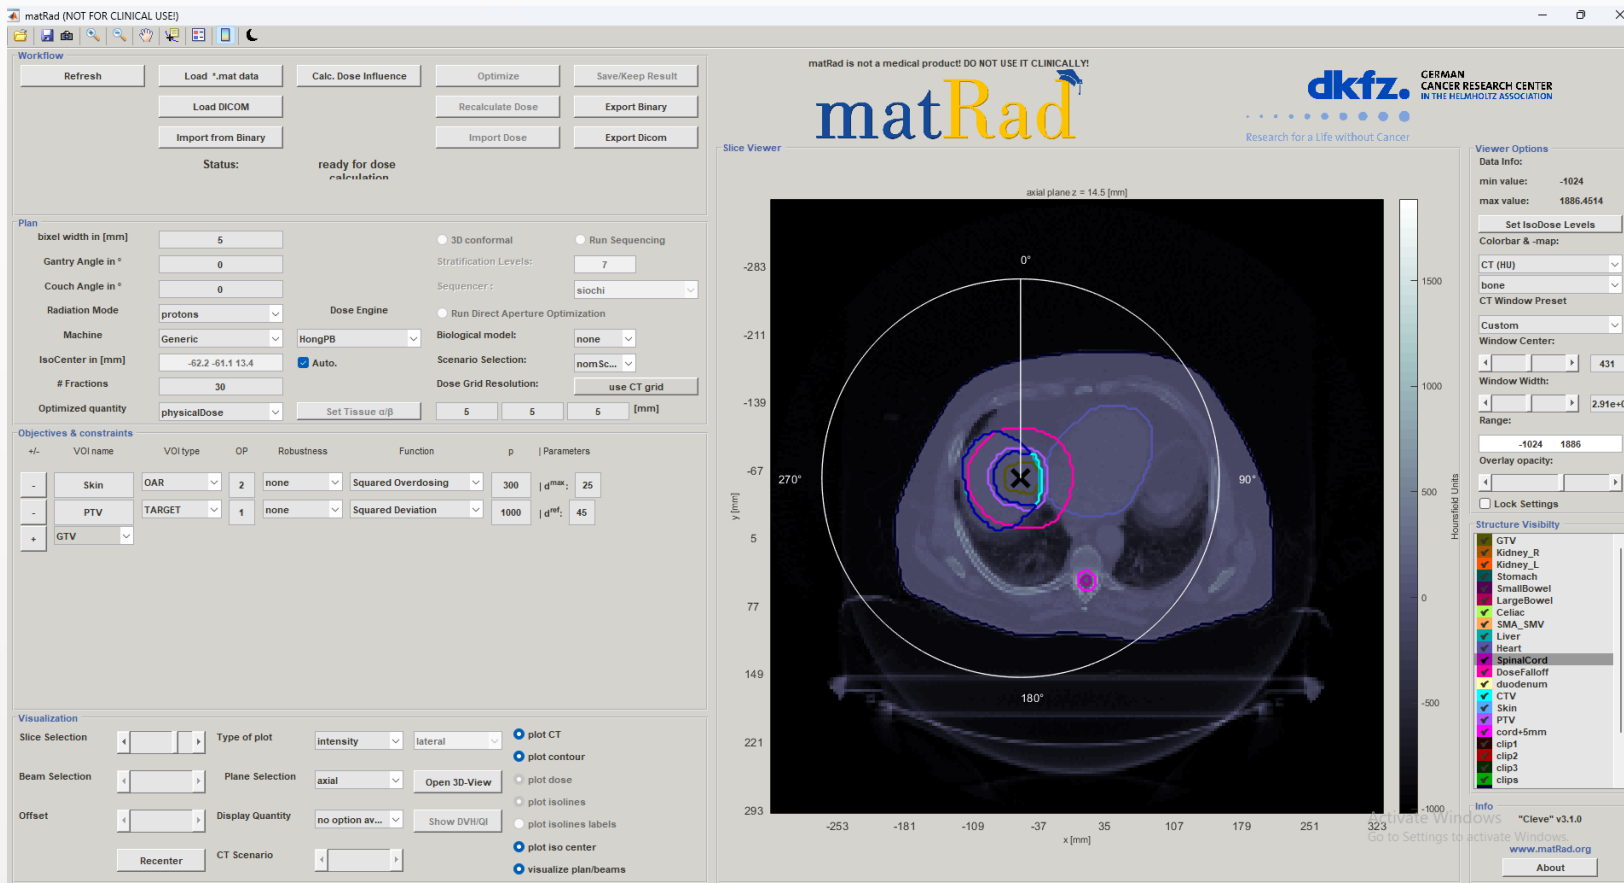 matRad (NOT FOR CLINICAL USE!)
Workflow
Refresh
Load *.mat data
Calc. Dose Influence
Optimize
Save/Keep Result
Load DICOM
Recalculate Dose
Export Binary
Import from Binary
Import Dose
Export Dicom
Status:
ready for dose
calculation
matRad is not a medical product! DO NOT USE IT CLINICALLY!
matRad
dkfz.
GERMAN
CANCER RESEARCH CENTER
IN THE HELMHOLTZ ASSOCIATION
Research for a Life without Cancer
Plan
bixel width in [mm]
5
3D conformal
Run Sequencing
Gantry Angle in °
0
Stratification Levels:
7
Couch Angle in °
0
Sequencer :
siochi
Radiation Mode
protons
Dose Engine
Run Direct Aperture Optimization
Machine
Generic
HongPB
Biological model:
none
IsoCenter in [mm]
-62.2 -61.1 13.4
Auto.
Scenario Selection:
nomSc...
# Fractions
30
Dose Grid Resolution:
use CT grid
Optimized quantity
physicalDose
Set Tissue α/β
5
5
5
[mm]
Objectives & constraints
+/-
VOI name
VOI type
OP
Robustness
Function
p
| Parameters
-
Skin
OAR
2
none
Squared Overdosing
300
| dmax:
25
-
PTV
TARGET
1
none
Squared Deviation
1000
| dref:
45
+
GTV
Visualization
Slice Selection
Type of plot
intensity
lateral
plot CT
plot contour
Beam Selection
Plane Selection
axial
Open 3D-View
plot dose
plot isolines
Offset
Display Quantity
no option av...
Show DVH/QI
plot isolines labels
plot iso center
Recenter
CT Scenario
visualize plan/beams
Slice Viewer
axial plane z = 14.5 [mm]
0°
90°
180°
270°
-283
-211
-139
-67
5
77
149
221
293
y [mm]
-253
-181
-109
-37
35
107
179
251
323
x [mm]
1500
1000
500
0
-500
-1000
Hounsfield Units
Viewer Options
Data Info:
min value:
-1024
max value:
1886.4514
Set IsoDose Levels
Colorbar & -map:
CT (HU)
bone
CT Window Preset
Custom
Window Center:
431
Window Width:
2.91e+0
Range:
-1024 1886
Overlay opacity:
Lock Settings
Structure Visibilty
GTV
Kidney_R
Kidney_L
Stomach
SmallBowel
LargeBowel
Celiac
SMA_SMV
Liver
Heart
SpinalCord
DoseFalloff
duodenum
CTV
Skin
PTV
cord+5mm
clip1
clip2
clip3
clips
Info
"Cleve" v3.1.0
www.matRad.org
About
Activate Windows
Go to Settings to activate Windows.